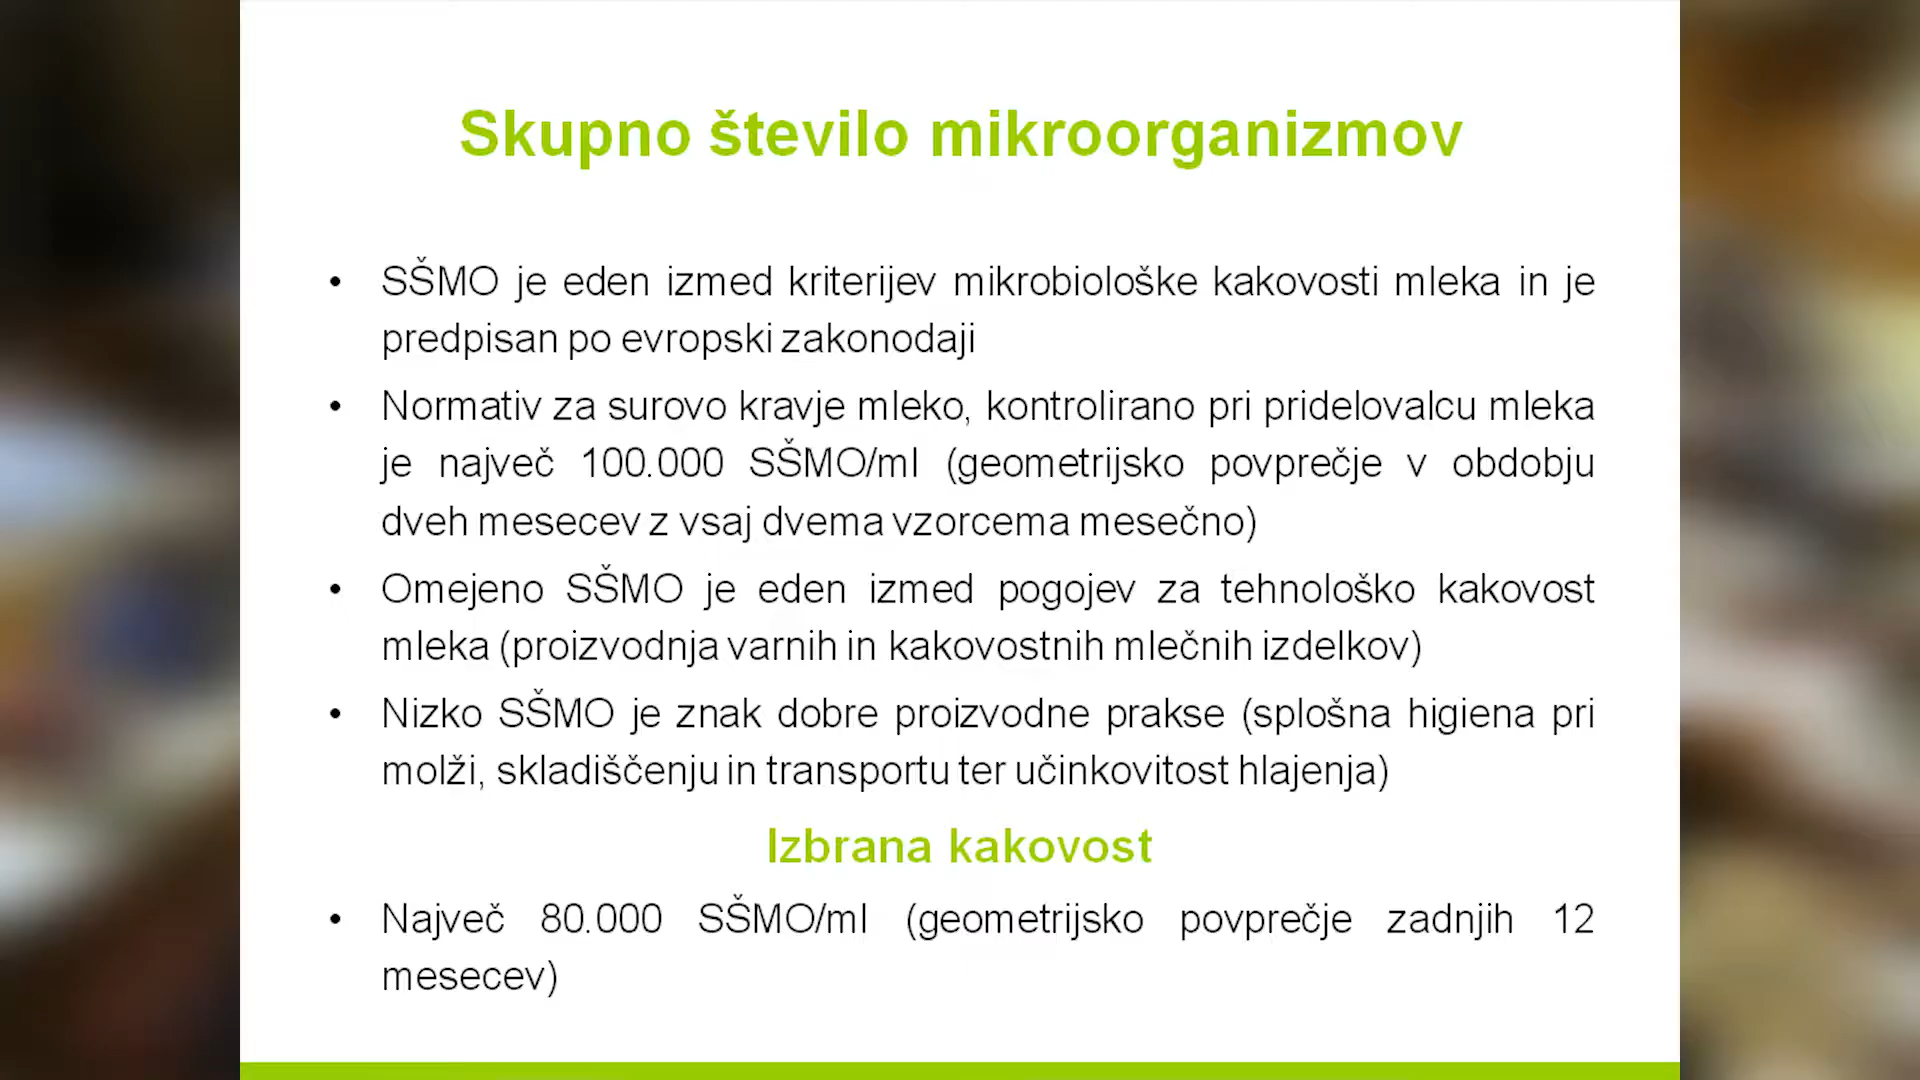 Skupno število mikroorganizmov
• SŠMO je eden izmed kriterijev mikrobiološke kakovosti mleka in je
predpisan po evropski zakonodaji
• Normativ za surovo kravje mleko, kontrolirano pri pridelovalcu mleka
je največ 100.000 SŠMO/ml (geometrijsko povprečje v obdobju
dveh mesecev z vsaj dvema vzorcema mesečno)
• Omejeno SŠMO je eden izmed pogojev za tehnološko kakovost
mleka (proizvodnja varnih in kakovostnih mlečnih izdelkov)
• Nizko SŠMO je znak dobre proizvodne prakse (splošna higiena pri
molži, skladiščenju in transportu ter učinkovitost hlajenja)
Izbrana kakovost
• Največ 80.000 SŠMO/ml (geometrijsko povprečje zadnjih 12
mesecev)